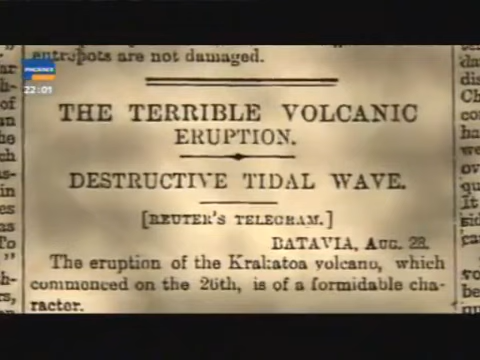 entrepots are not damaged.
22:01
THE TERRIBLE VOLCANIC
ERUPTION.
DESTRUCTIVE TIDAL WAVE.
[REUTER'S TELEGRAM.]
BATAVIA, AUG. 28.
The eruption of the Krakatoa volcano, which
commenced on the 26th, is of a formidable cha-
racter.